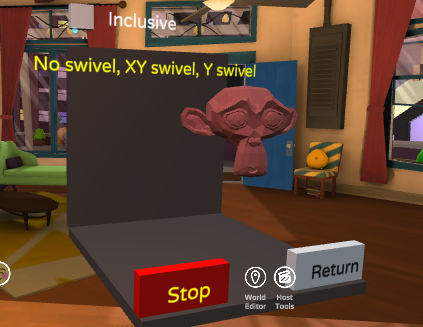 Inclusive
No swivel, XY swivel, Y swivel
Stop
Return
World
Editor
Host
Tools